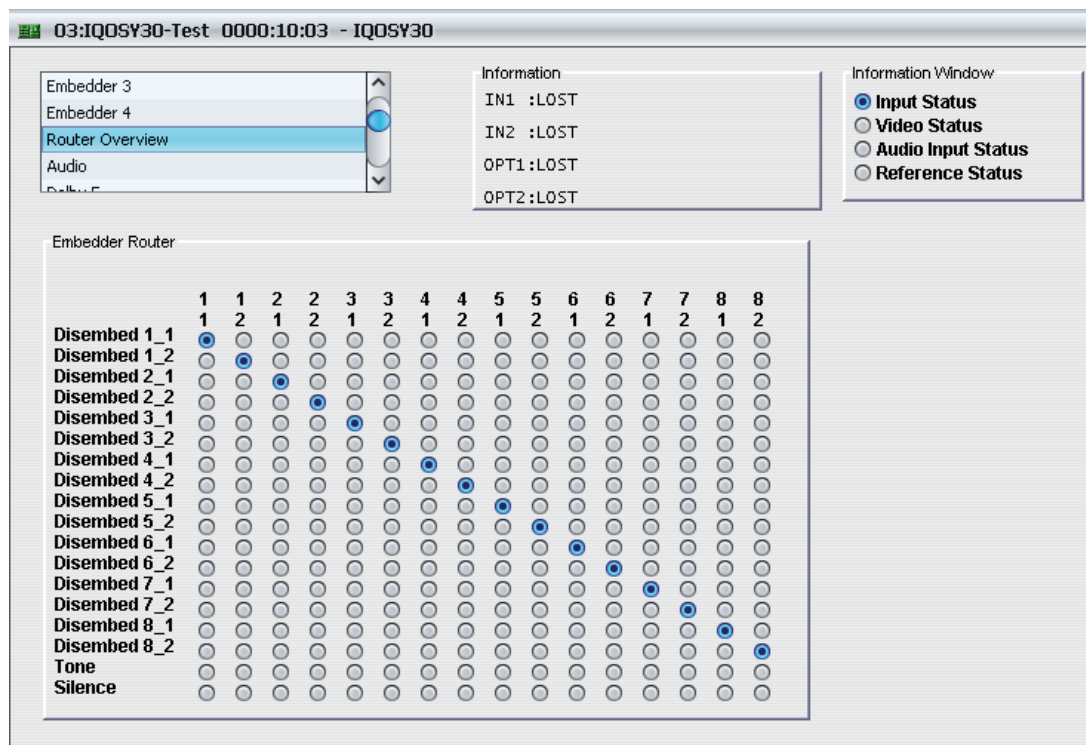 03:IQOSY30-Test 0000:10:03 - IQOSY30
Embedder 3
Embedder 4
Router Overview
Audio
Dolby E
Information
IN1 :LOST
IN2 :LOST
OPT1:LOST
OPT2:LOST
Information Window
Input Status
Video Status
Audio Input Status
Reference Status
Embedder Router
1 1 2 2 3 3 4 4 5 5 6 6 7 7 8 8
1 2 1 2 1 2 1 2 1 2 1 2 1 2 1 2
Disembed 1_1
Disembed 1_2
Disembed 2_1
Disembed 2_2
Disembed 3_1
Disembed 3_2
Disembed 4_1
Disembed 4_2
Disembed 5_1
Disembed 5_2
Disembed 6_1
Disembed 6_2
Disembed 7_1
Disembed 7_2
Disembed 8_1
Disembed 8_2
Tone
Silence